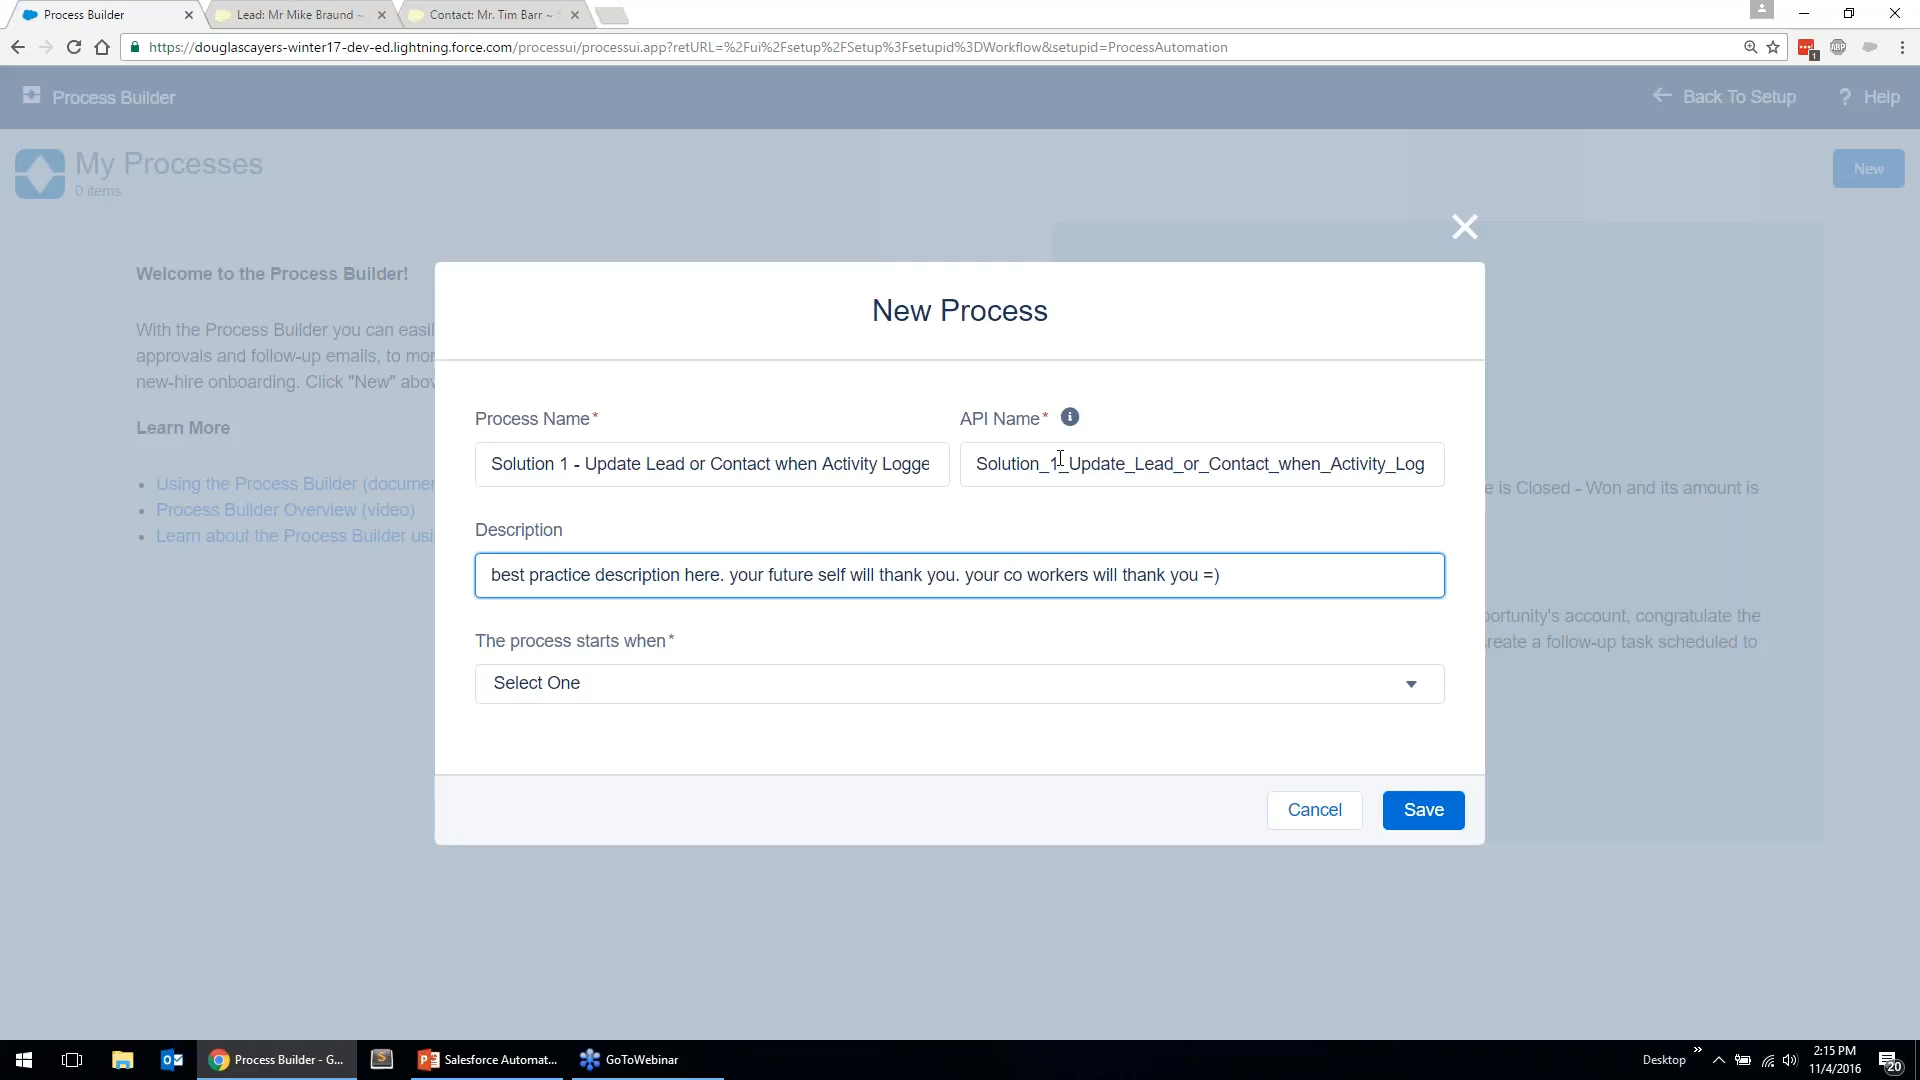 Process Builder
Lead: Mr Mike Braund ~
Contact: Mr. Tim Barr ~
https://douglascayers-winter17-dev-ed.lightning.force.com/processui/processui.app?retURL=%2Fui%2Fsetup%2FSetup%3Fsetupid%3DWorkflow&setupid=ProcessAutomation
1
ABP
Process Builder
Back To Setup
? Help
My Processes
0 items
New
Welcome to the Process Builder!
With the Process Builder you can easil
approvals and follow-up emails, to mor
new-hire onboarding. Click "New" abov
Learn More
Using the Process Builder (documen
Process Builder Overview (video)
Learn about the Process Builder usi
e is Closed - Won and its amount is
portunity's account, congratulate the
create a follow-up task scheduled to
New Process
Process Name*
API Name*
Solution 1 - Update Lead or Contact when Activity Logge
Solution_1_Update_Lead_or_Contact_when_Activity_Log
Description
best practice description here. your future self will thank you. your co workers will thank you =)
The process starts when*
Select One
Cancel
Save
Process Builder - G...
Salesforce Automat...
GoToWebinar
Desktop
2:15 PM
11/4/2016
20